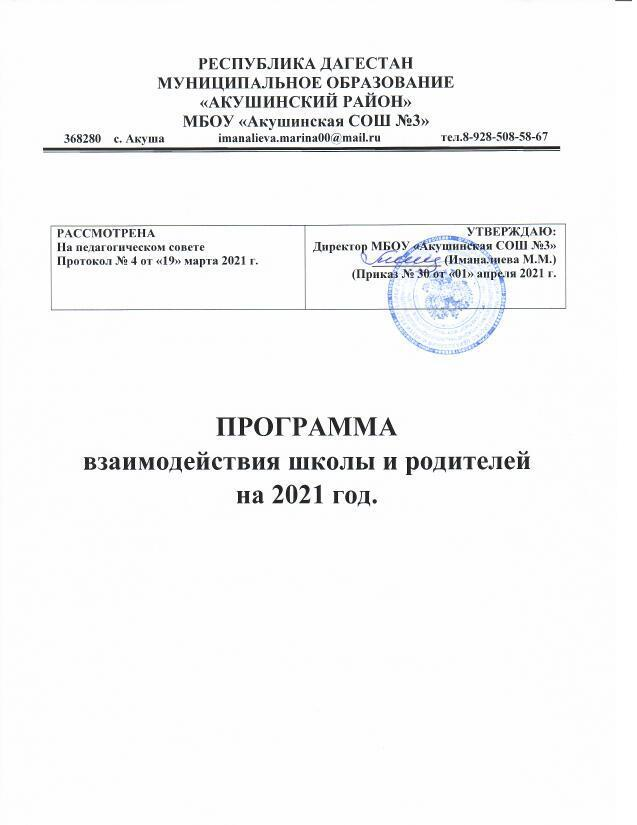 РЕСПУБЛИКА ДАГЕСТАН
МУНИЦИПАЛЬНОЕ ОБРАЗОВАНИЕ
«АКУШИНСКИЙ РАЙОН»
МБОУ «Акушинская СОШ №3»
368280 с. Акуша imanalieva.marina00@mail.ru тел.8-928-508-58-67
РАССМОТРЕНА
На педагогическом совете
Протокол № 4 от «19» марта 2021 г.
УТВЕРЖДАЮ:
Директор МБОУ «Акушинская СОШ №3»
(Иманалиева М.М.)
(Приказ № 30 от «01» апреля 2021 г.
ПРОГРАММА
взаимодействия школы и родителей
на 2021 год.